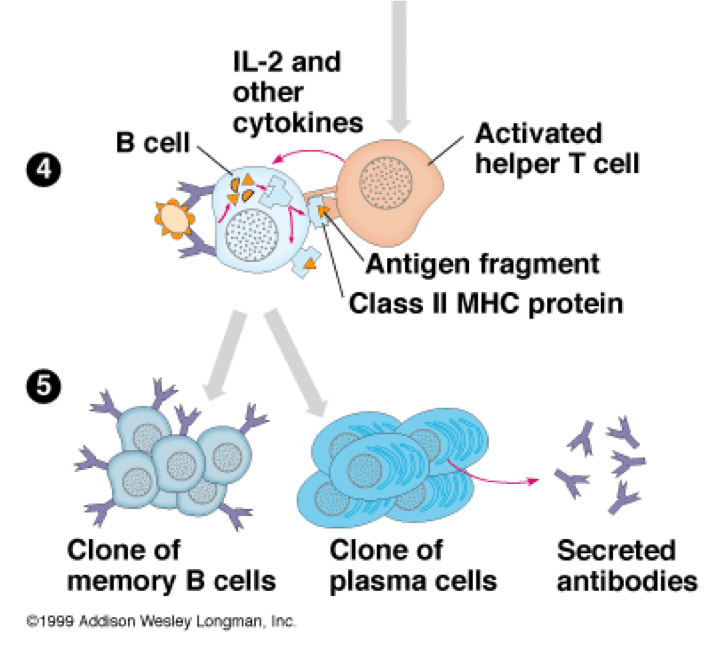 IL-2 and
other
cytokines
B cell
Activated
helper T cell
4
Antigen fragment
Class II MHC protein
5
Clone of
memory B cells
Clone of
plasma cells
Secreted
antibodies
©1999 Addison Wesley Longman, Inc.